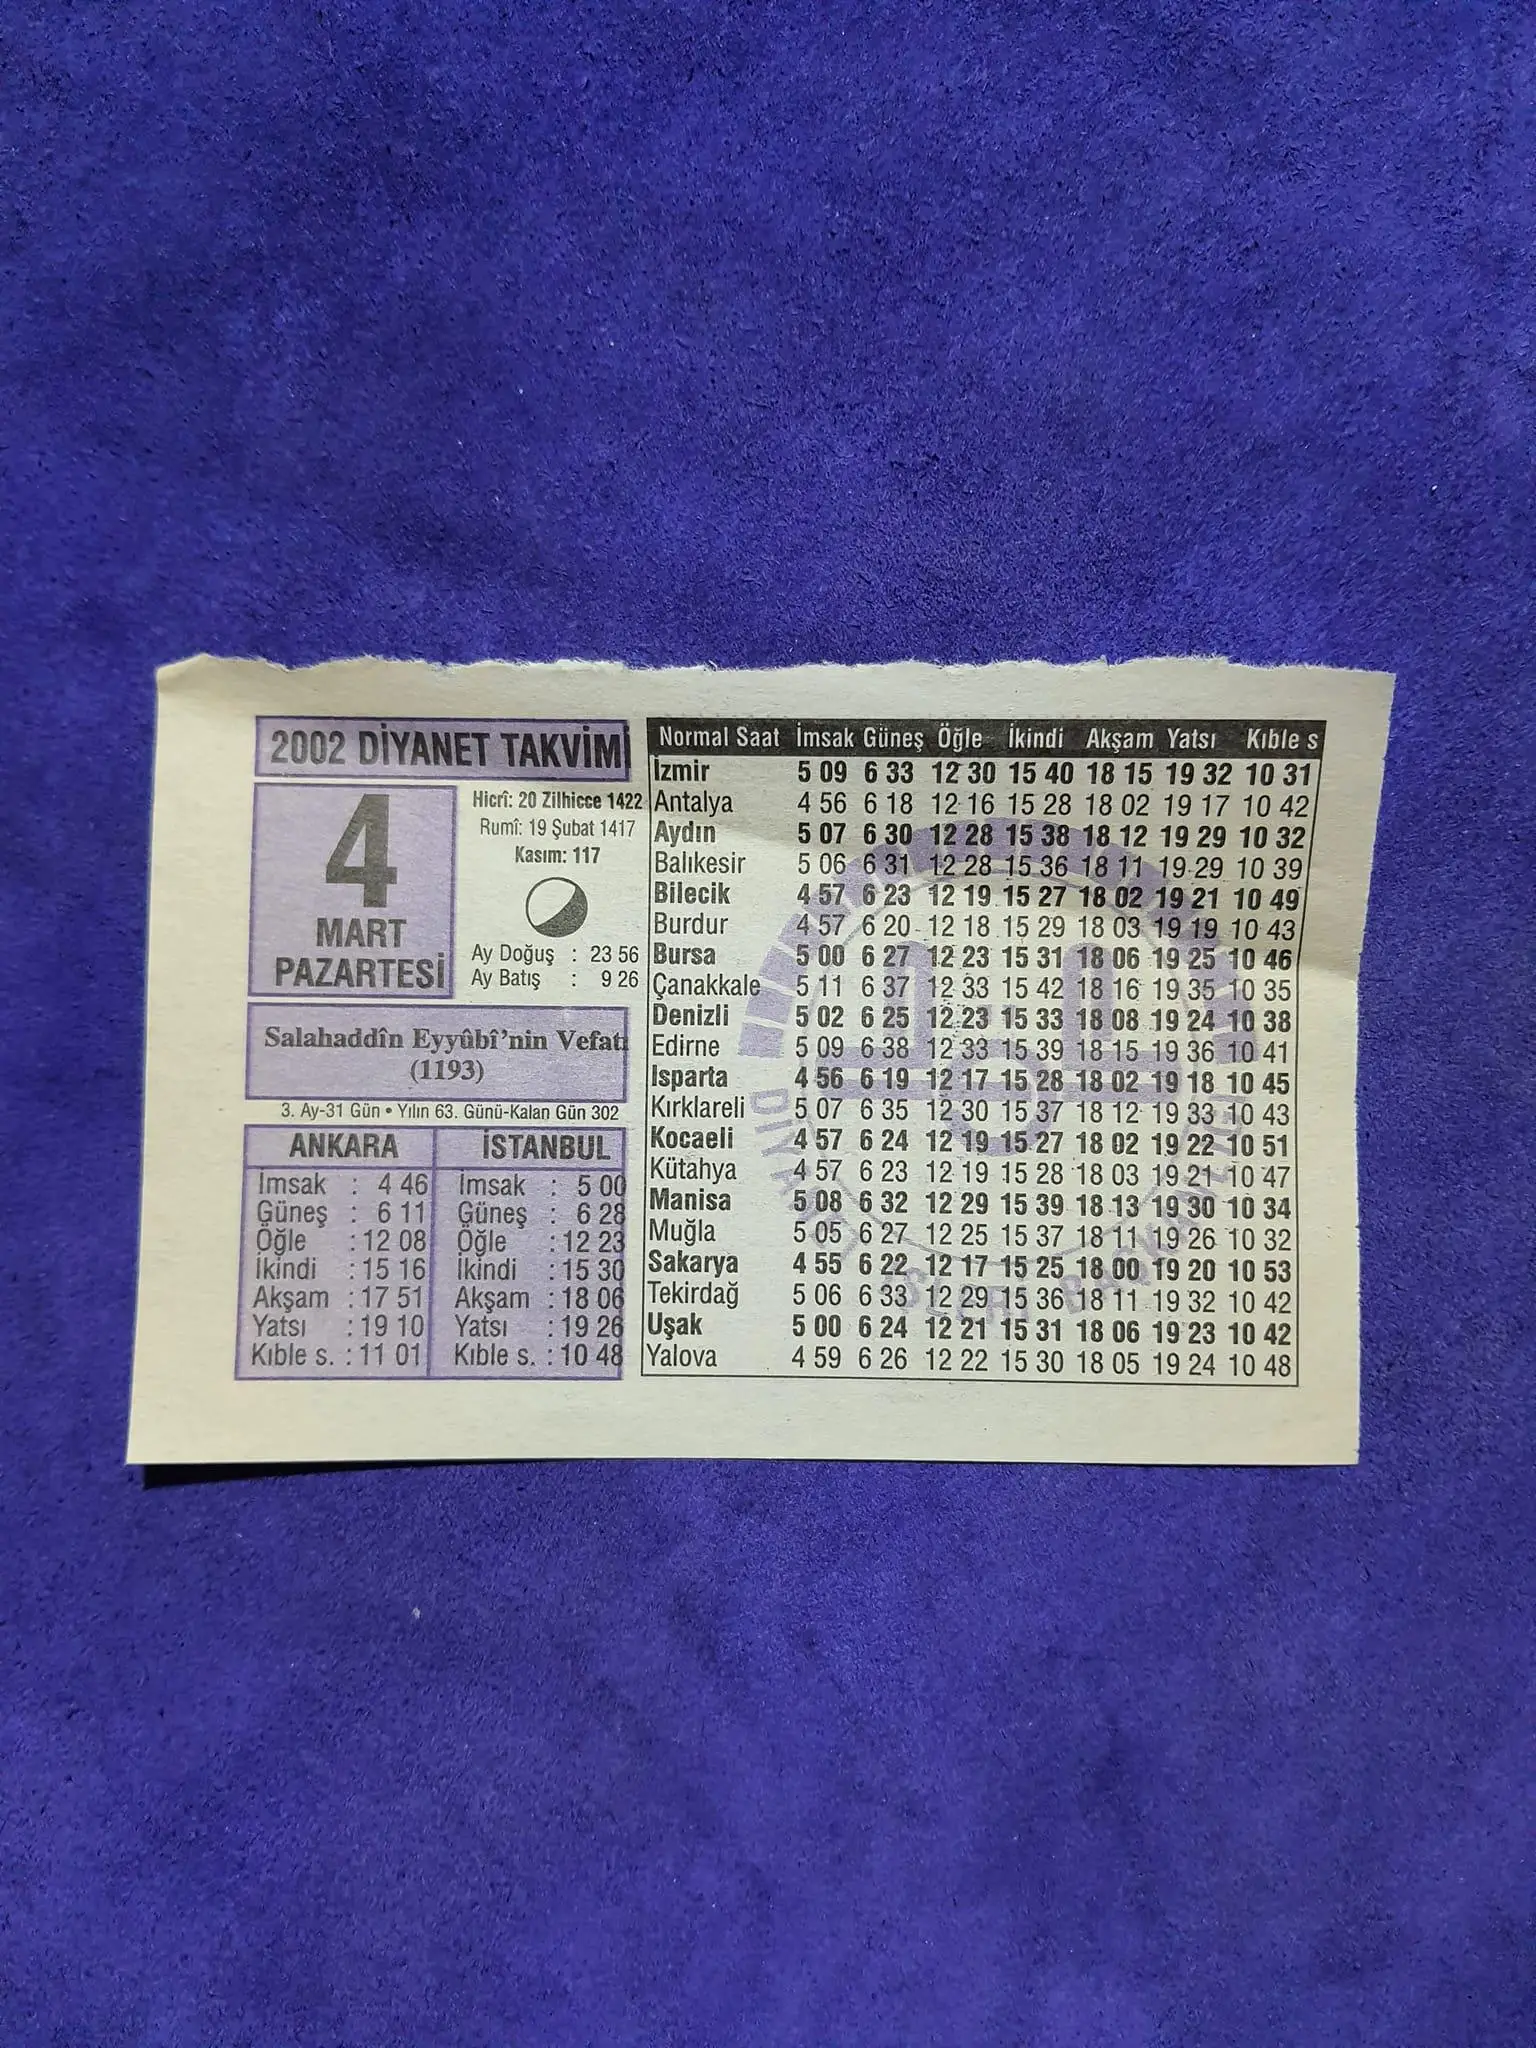 2002 DİYANET TAKVİMİ
4
MART
PAZARTESİ
Hicrî: 20 Zilhicce 1422
Rumî: 19 Şubat 1417
Kasım: 117
Ay Doğuş : 23 56
Ay Batış : 9 26
Salahaddîn Eyyûbî'nin Vefatı
(1193)
3. Ay-31 Gün • Yılın 63. Günü-Kalan Gün 302
ANKARA
İmsak : 4 46
Güneş : 6 11
Öğle : 12 08
İkindi : 15 16
Akşam : 17 51
Yatsı : 19 10
Kıble s. : 11 01
İSTANBUL
İmsak : 5 00
Güneş : 6 28
Öğle : 12 23
İkindi : 15 30
Akşam : 18 06
Yatsı : 19 26
Kıble s. : 10 48
Normal Saat İmsak Güneş Öğle İkindi Akşam Yatsı Kıble s
İzmir 5 09 6 33 12 30 15 40 18 15 19 32 10 31
Antalya 4 56 6 18 12 16 15 28 18 02 19 17 10 42
Aydın 5 07 6 30 12 28 15 38 18 12 19 29 10 32
Balıkesir 5 06 6 31 12 28 15 36 18 11 19 29 10 39
Bilecik 4 57 6 23 12 19 15 27 18 02 19 21 10 49
Burdur 4 57 6 20 12 18 15 29 18 03 19 19 10 43
Bursa 5 00 6 27 12 23 15 31 18 06 19 25 10 46
Çanakkale 5 11 6 37 12 33 15 42 18 16 19 35 10 35
Denizli 5 02 6 25 12 23 15 33 18 08 19 24 10 38
Edirne 5 09 6 38 12 33 15 39 18 15 19 36 10 41
Isparta 4 56 6 19 12 17 15 28 18 02 19 18 10 45
Kırklareli 5 07 6 35 12 30 15 37 18 12 19 33 10 43
Kocaeli 4 57 6 24 12 19 15 27 18 02 19 22 10 51
Kütahya 4 57 6 23 12 19 15 28 18 03 19 21 10 47
Manisa 5 08 6 32 12 29 15 39 18 13 19 30 10 34
Muğla 5 05 6 27 12 25 15 37 18 11 19 26 10 32
Sakarya 4 55 6 22 12 17 15 25 18 00 19 20 10 53
Tekirdağ 5 06 6 33 12 29 15 36 18 11 19 32 10 42
Uşak 5 00 6 24 12 21 15 31 18 06 19 23 10 42
Yalova 4 59 6 26 12 22 15 30 18 05 19 24 10 48
DİYANET İŞLERİ BAŞKANLIĞI